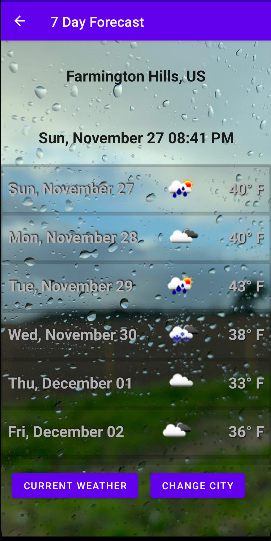 7 Day Forecast
Farmington Hills, US
Sun, November 27 08:41 PM
Sun, November 27 40° F
Mon, November 28 40° F
Tue, November 29 43° F
Wed, November 30 38° F
Thu, December 01 33° F
Fri, December 02 36° F
CURRENT WEATHER CHANGE CITY